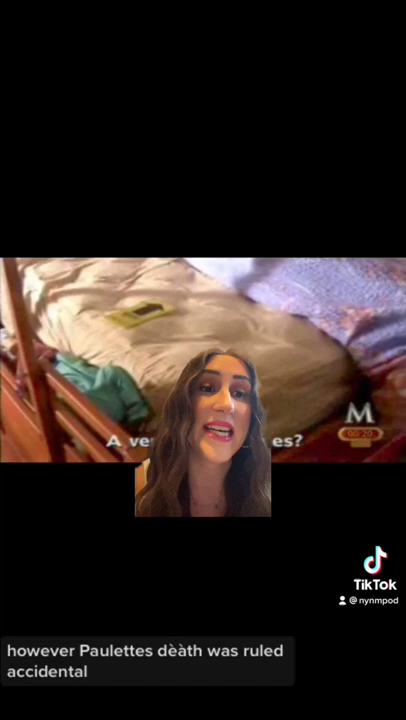 M
00:20
A ve
es?
TikTok
@nynmpod
however Paulettes dèàth was ruled
accidental